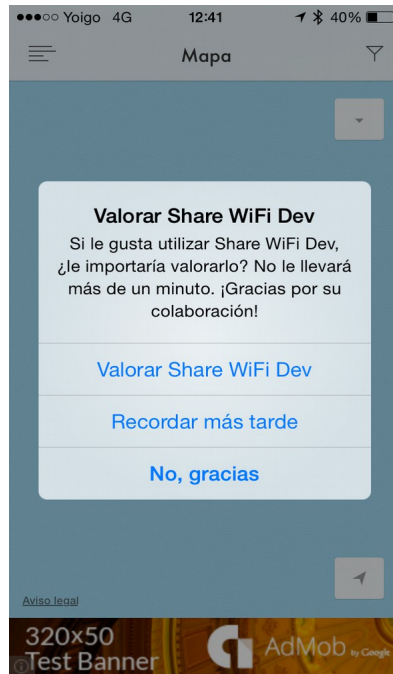 Yoigo 4G 12:41 40%
Mapa
Valorar Share WiFi Dev
Si le gusta utilizar Share WiFi Dev,
¿le importaría valorarlo? No le llevará
más de un minuto. ¡Gracias por su
colaboración!
Valorar Share WiFi Dev
Recordar más tarde
No, gracias
Aviso legal
320x50
Test Banner
AdMob by Google